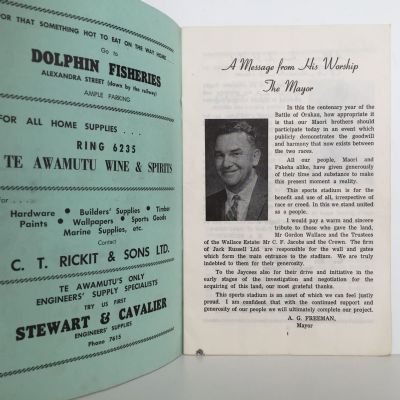 FOR THAT SOMETHING HOT TO EAT ON THE WAY HOME
Go to
DOLPHIN FISHERIES
ALEXANDRA STREET (down by the railway)
AMPLE PARKING
FOR ALL HOME SUPPLIES . . .
RING 6235
TE AWAMUTU WINE & SPIRITS
for—
Hardware • Builders' Supplies • Timber
Paints • Wallpapers • Sports Goods
Marine Supplies, etc.
Contact
C. T. RICKIT & SONS LTD.
TE AWAMUTU'S ONLY
ENGINEERS' SUPPLY SPECIALISTS
TRY US FIRST
STEWART & CAVALIER
ENGINEERS' SUPPLIES
Phone 7615
A Message from His Worship
The Mayor
In this the centenary year of the
Battle of Orakau, how appropriate it
is that our Maori brothers should
participate today in an event which
publicly demonstrates the goodwill
and harmony that now exists between
the two races.
All our people, Maori and
Pakeha alike, have given generously
of their time and substance to make
this present moment a reality.
This sports stadium is for the
benefit and use of all, irrespective of
race or creed. In this we stand united
as a people.
I would pay a warm and sincere
tribute to those who gave the land,
Mr Gordon Wallace and the Trustees
of the Wallace Estate: Mr C. F. Jacobs and the Crown. The firm
of Jack Russell Ltd are responsible for the wall and gates
which form the main entrance to the stadium. We are truly
indebted to them for their generosity.
To the Jaycees also for their drive and initiative in the early
stages of the investigation and negotiation for the
acquiring of this land, our most grateful thanks.
This sports stadium is an asset of which we can feel justly
proud. I am confident that with the continued support and
generosity of our people we will ultimately complete our project.
A. G. FREEMAN,
Mayor